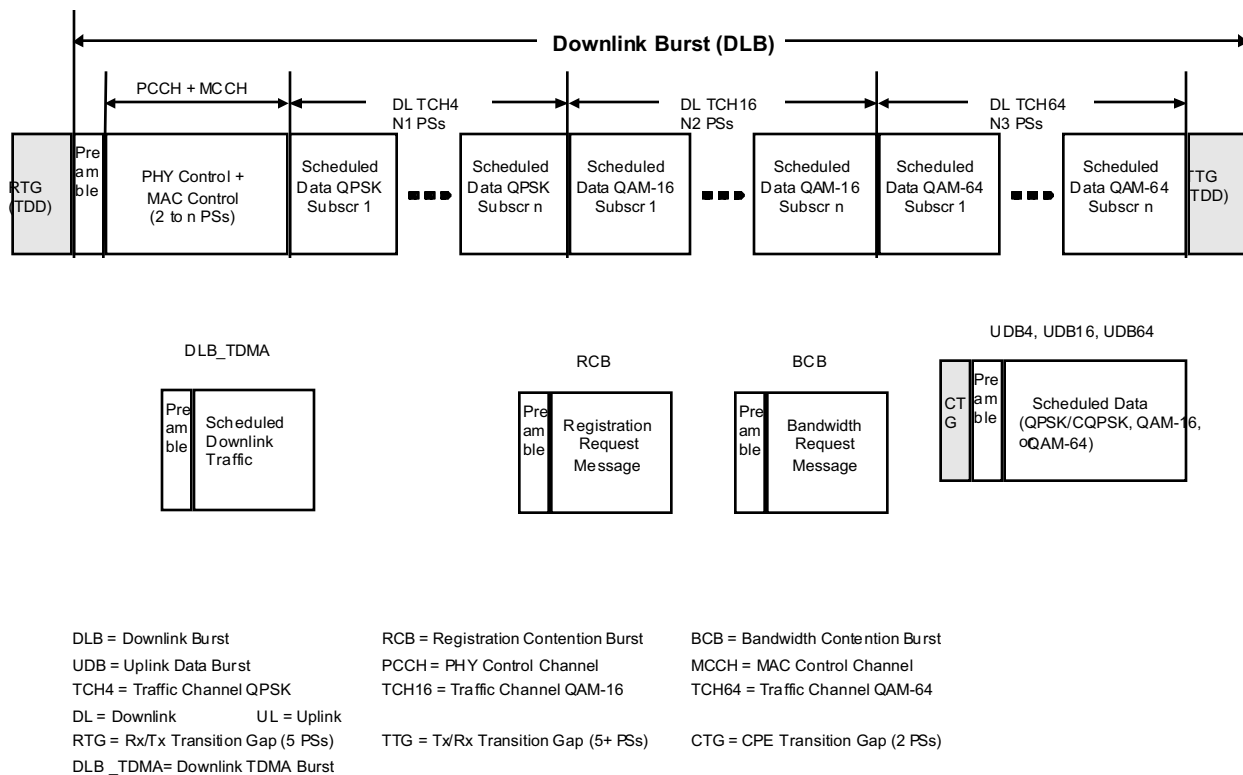 Downlink Burst (DLB)
PCCH + MCCH
DL TCH4
N1 PSs
DL TCH16
N2 PSs
DL TCH64
N3 PSs
RTG
(TDD)
Pre
am
ble
PHY Control +
MAC Control
(2 to n PSs)
Scheduled
Data QPSK
Subscr 1
Scheduled
Data QPSK
Subscr n
Scheduled
Data QAM-16
Subscr 1
Scheduled
Data QAM-16
Subscr n
Scheduled
Data QAM-64
Subscr 1
Scheduled
Data QAM-64
Subscr n
TTG
TDD)
DLB_TDMA
Pre
am
ble
Scheduled
Downlink
Traffic
RCB
Pre
am
ble
Registration
Request
Message
BCB
Pre
am
ble
Bandwidth
Request
Message
UDB4, UDB16, UDB64
CT
G
Pre
am
ble
Scheduled Data
(QPSK/CQPSK, QAM-16,
or QAM-64)
DLB = Downlink Burst
RCB = Registration Contention Burst
BCB = Bandwidth Contention Burst
UDB = Uplink Data Burst
PCCH = PHY Control Channel
MCCH = MAC Control Channel
TCH4 = Traffic Channel QPSK
TCH16 = Traffic Channel QAM-16
TCH64 = Traffic Channel QAM-64
DL = Downlink
UL = Uplink
RTG = Rx/Tx Transition Gap (5 PSs)
TTG = Tx/Rx Transition Gap (5+ PSs)
CTG = CPE Transition Gap (2 PSs)
DLB _TDMA= Downlink TDMA Burst